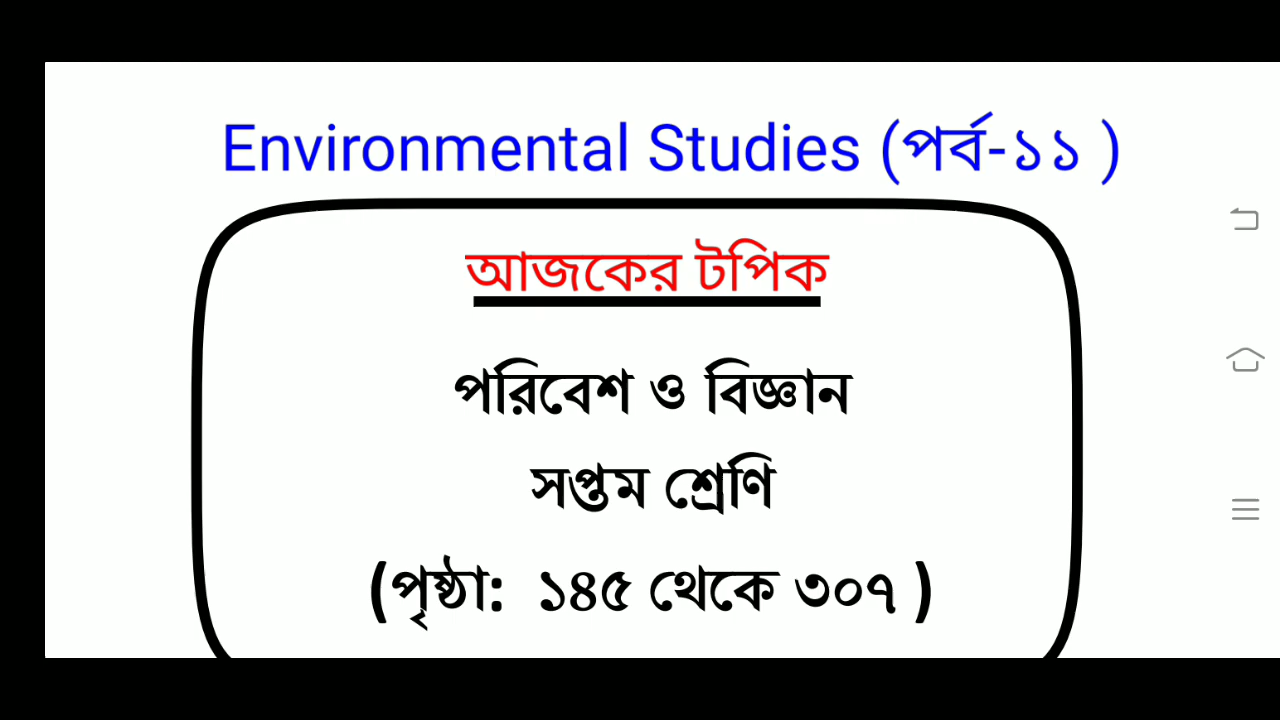 Environmental Studies (পর্ব-১১ )
আজকের টপিক
পরিবেশ ও বিজ্ঞান
সপ্তম শ্রেণি
(পৃষ্ঠা: ১৪৫ থেকে ৩০৭ )